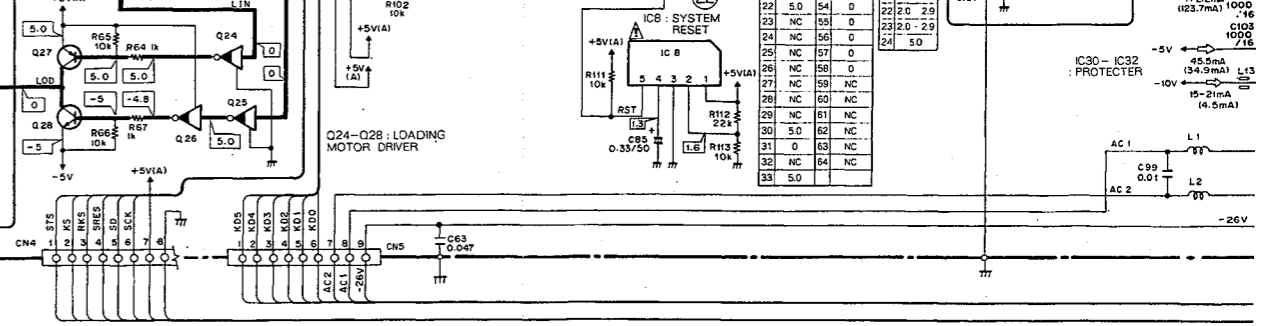 LIN
5.0
Q27
R65
10k
R64 1k
Q24
0
5.0
5.0
0
LOD
0
-5
-4.8
Q25
Q28
R66
10k
R67
1k
Q26
5.0
-5
-5V
+5V(A)
R102
10k
+5V(A)
+5V
(A)
Q24-Q28 : LOADING
MOTOR DRIVER
IC8 : SYSTEM
RESET
+5V(A)
IC 8
R111
10k
5 4 3 2 1
+5V(A)
RST
R112
22k
1.3
+
C85
0.33/50
1.6
R113
10k
22 5.0 54 0
23 NC 55 0
24 NC 56 0
25 NC 57 0
26 NC 58 0
27 NC 59 NC
28 NC 60 NC
29 NC 61 NC
30 5.0 62 NC
31 0 63 NC
32 NC 64 NC
33 5.0
22 2.0 - 2.9
23 2.0 - 2.9
24 5.0
(123.7mA)
1000
/16
C103
1000
/16
-5V
45.5mA
(34.9mA)
L13
IC30 - IC32
: PROTECTER
-10V
15-21mA
(4.5mA)
AC 1
L1
C99
0.01
AC 2
L2
-26V
STS KS RKS SRES SD SCK
CN4 1 2 3 4 5 6 7 8
KD5 KD4 KD3 KD2 KD1 KD0
1 2 3 4 5 6 7 8 9 CN5
AC2 AC1 -26V
C63
0.047